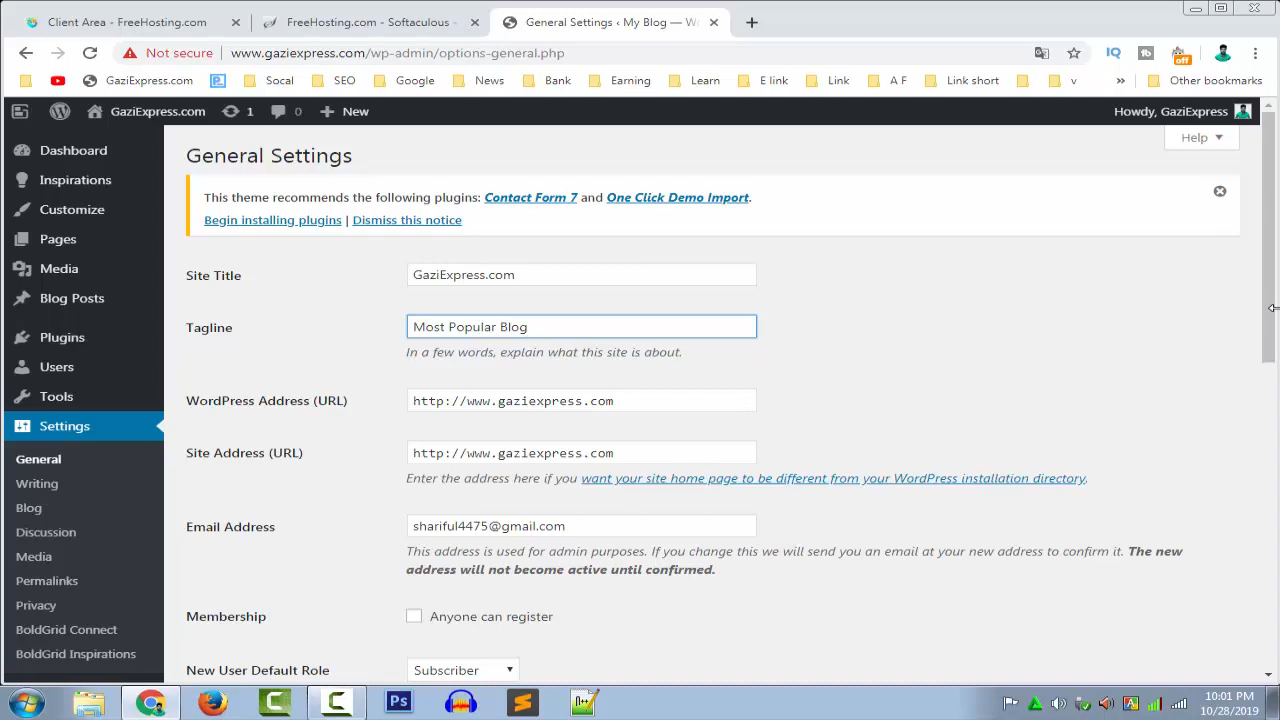 Client Area - FreeHosting.com
FreeHosting.com - Softaculous -
General Settings ‹ My Blog — W
Not secure www.gaziexpress.com/wp-admin/options-general.php
IQ
off
GaziExpress.com Socal SEO Google News Bank Earning Learn E link Link A F Link short v » Other bookmarks
GaziExpress.com 1 0 New Howdy, GaziExpress
Help
Dashboard
Inspirations
Customize
Pages
Media
Blog Posts
Plugins
Users
Tools
Settings
General
Writing
Blog
Discussion
Media
Permalinks
Privacy
BoldGrid Connect
BoldGrid Inspirations
General Settings
This theme recommends the following plugins: Contact Form 7 and One Click Demo Import.
Begin installing plugins | Dismiss this notice
Site Title GaziExpress.com
Tagline Most Popular Blog
In a few words, explain what this site is about.
WordPress Address (URL) http://www.gaziexpress.com
Site Address (URL) http://www.gaziexpress.com
Enter the address here if you want your site home page to be different from your WordPress installation directory.
Email Address shariful4475@gmail.com
This address is used for admin purposes. If you change this we will send you an email at your new address to confirm it. The new
address will not become active until confirmed.
Membership Anyone can register
New User Default Role Subscriber
Ps
10:01 PM
10/28/2019